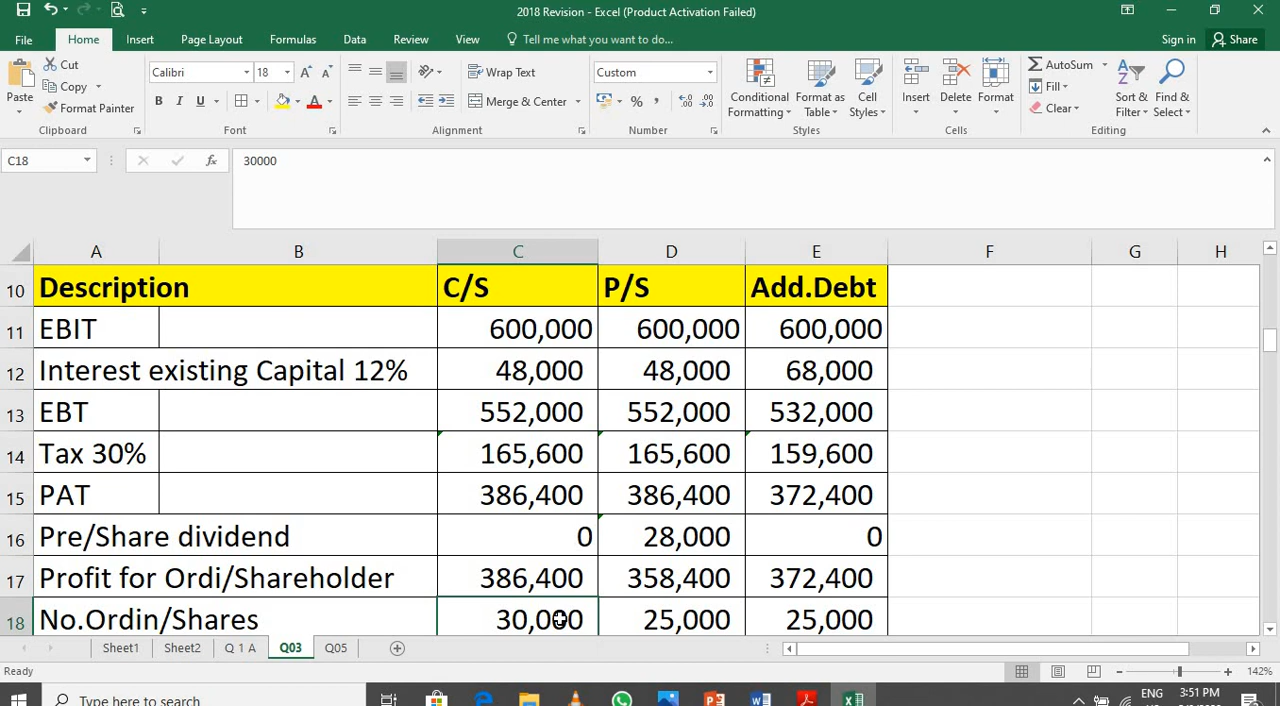 2018 Revision - Excel (Product Activation Failed)
File Home Insert Page Layout Formulas Data Review View Tell me what you want to do... Sign in Share
Paste Cut Copy Format Painter Calibri 18 Wrap Text Merge & Center Custom Conditional Formatting Format as Table Cell Styles Insert Delete Format AutoSum Fill Clear Sort & Filter Find & Select
Clipboard Font Alignment Number Styles Cells Editing
C18 fx 30000
A B C D E F G H
10 Description C/S P/S Add.Debt
11 EBIT 600,000 600,000 600,000
12 Interest existing Capital 12% 48,000 48,000 68,000
13 EBT 552,000 552,000 532,000
14 Tax 30% 165,600 165,600 159,600
15 PAT 386,400 386,400 372,400
16 Pre/Share dividend 0 28,000 0
17 Profit for Ordi/Shareholder 386,400 358,400 372,400
18 No.Ordin/Shares 30,000 25,000 25,000
Sheet1 Sheet2 Q 1 A Q03 Q05
Ready 142%
Type here to search ENG 3:51 PM